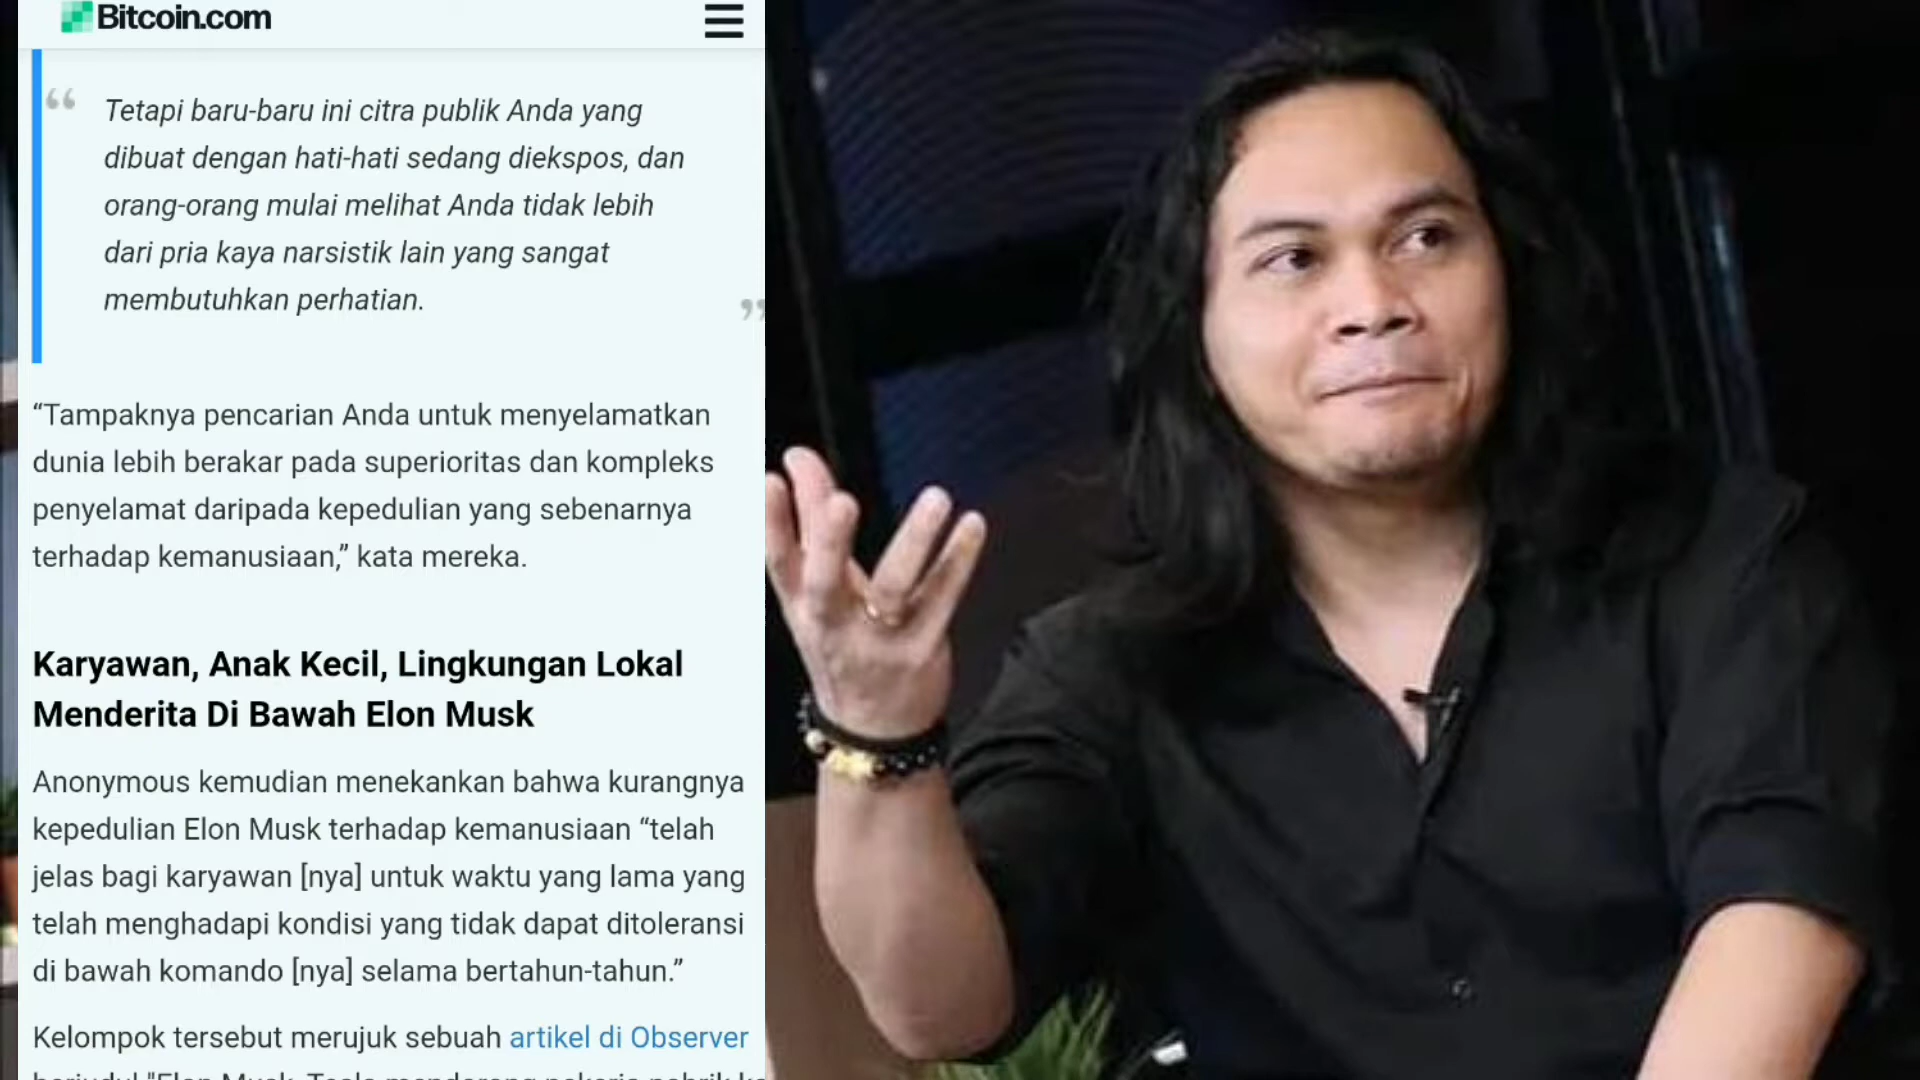 Bitcoin.com
Tetapi baru-baru ini citra publik Anda yang
dibuat dengan hati-hati sedang diekspos, dan
orang-orang mulai melihat Anda tidak lebih
dari pria kaya narsistik lain yang sangat
membutuhkan perhatian.
“Tampaknya pencarian Anda untuk menyelamatkan
dunia lebih berakar pada superioritas dan kompleks
penyelamat daripada kepedulian yang sebenarnya
terhadap kemanusiaan,” kata mereka.
Karyawan, Anak Kecil, Lingkungan Lokal
Menderita Di Bawah Elon Musk
Anonymous kemudian menekankan bahwa kurangnya
kepedulian Elon Musk terhadap kemanusiaan “telah
jelas bagi karyawan [nya] untuk waktu yang lama yang
telah menghadapi kondisi yang tidak dapat ditoleransi
di bawah komando [nya] selama bertahun-tahun.”
Kelompok tersebut merujuk sebuah artikel di Observer